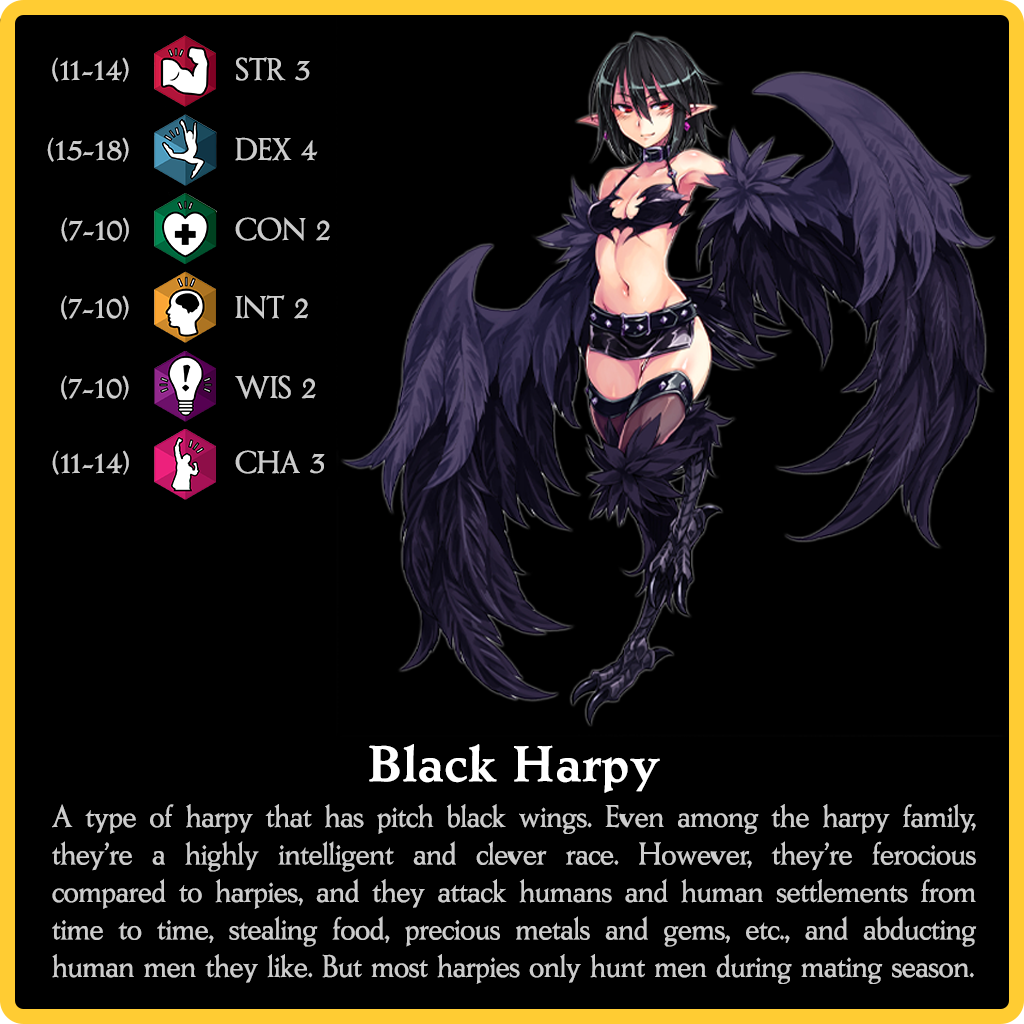 (11-14) STR 3
(15-18) DEX 4
(7-10) CON 2
(7-10) INT 2
(7-10) WIS 2
(11-14) CHA 3
Black Harpy
A type of harpy that has pitch black wings. Even among the harpy family,
they're a highly intelligent and clever race. However, they're ferocious
compared to harpies, and they attack humans and human settlements from
time to time, stealing food, precious metals and gems, etc., and abducting
human men they like. But most harpies only hunt men during mating season.